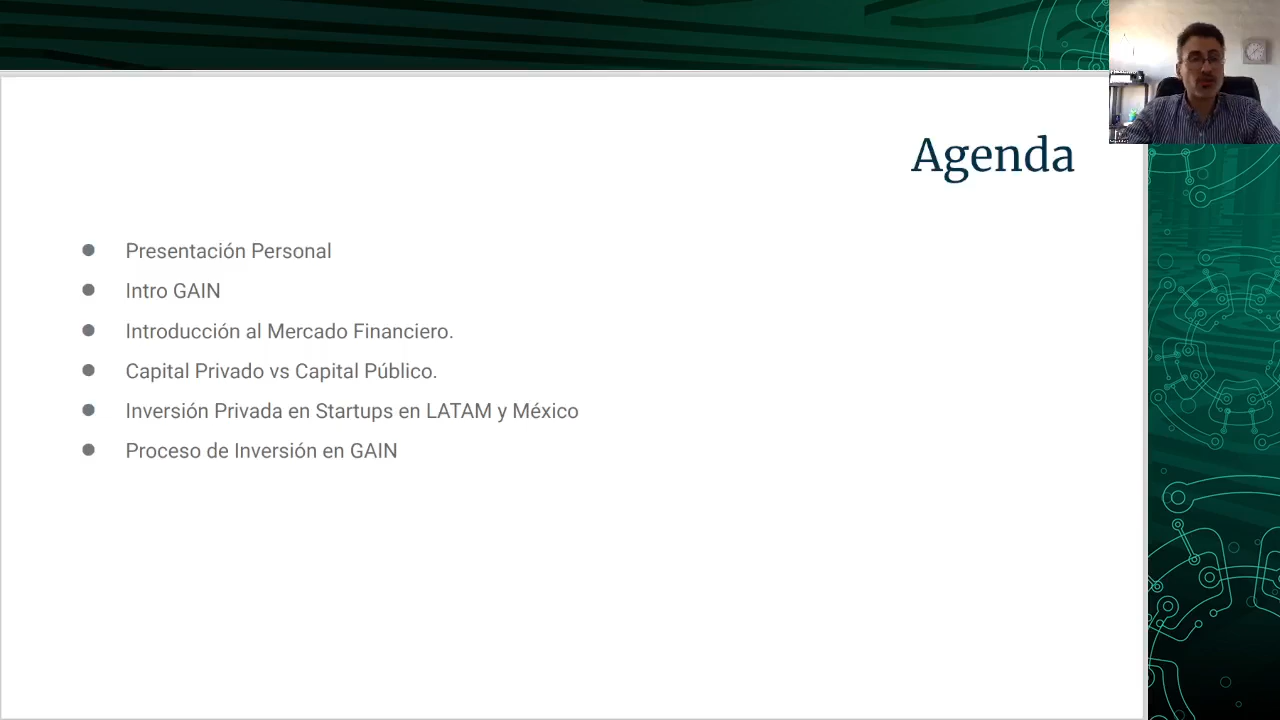 Agenda
Presentación Personal
Intro GAIN
Introducción al Mercado Financiero.
Capital Privado vs Capital Público.
Inversión Privada en Startups en LATAM y México
Proceso de Inversión en GAIN